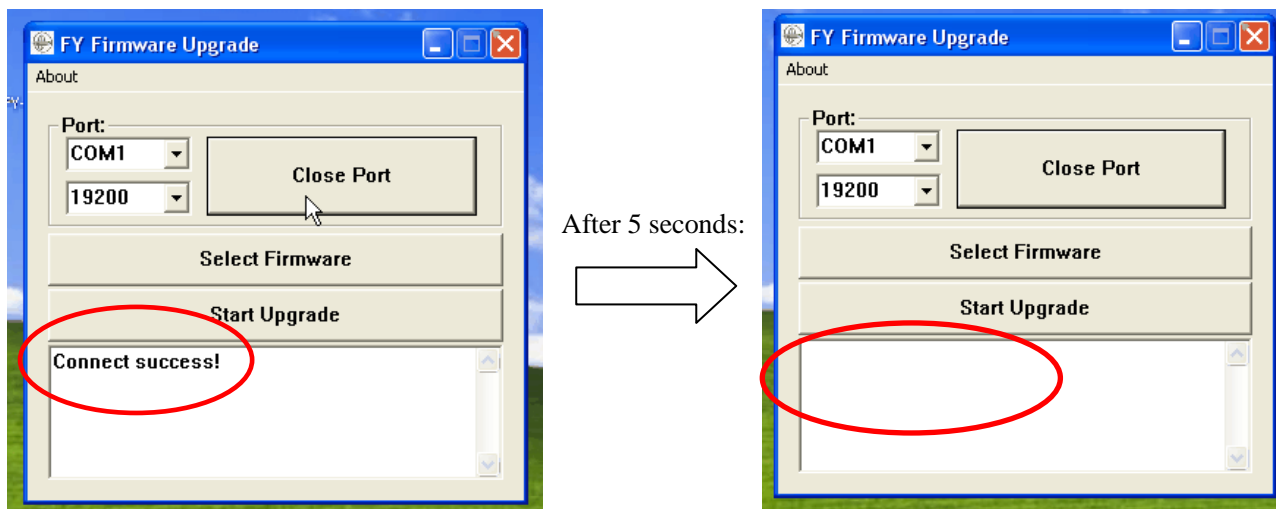 FY Firmware Upgrade
About
FY-
Port:
COM1
19200
Close Port
Select Firmware
Start Upgrade
Connect success!
After 5 seconds:
FY Firmware Upgrade
About
Port:
COM1
19200
Close Port
Select Firmware
Start Upgrade